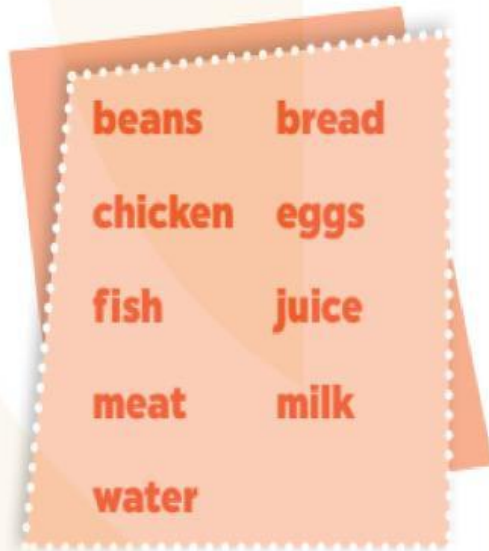 beans bread
chicken eggs
fish juice
meat milk
water